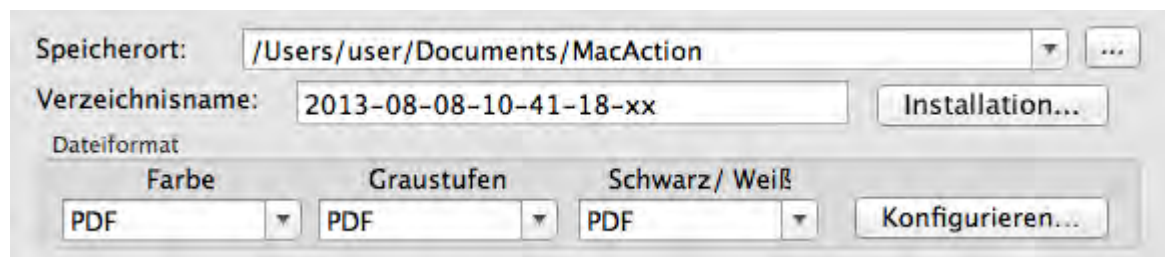 Speicherort: /Users/user/Documents/MacAction ...
Verzeichnisname: 2013-08-08-10-41-18-xx Installation...
Dateiformat
Farbe Graustufen Schwarz/ Weiß
PDF PDF PDF Konfigurieren...